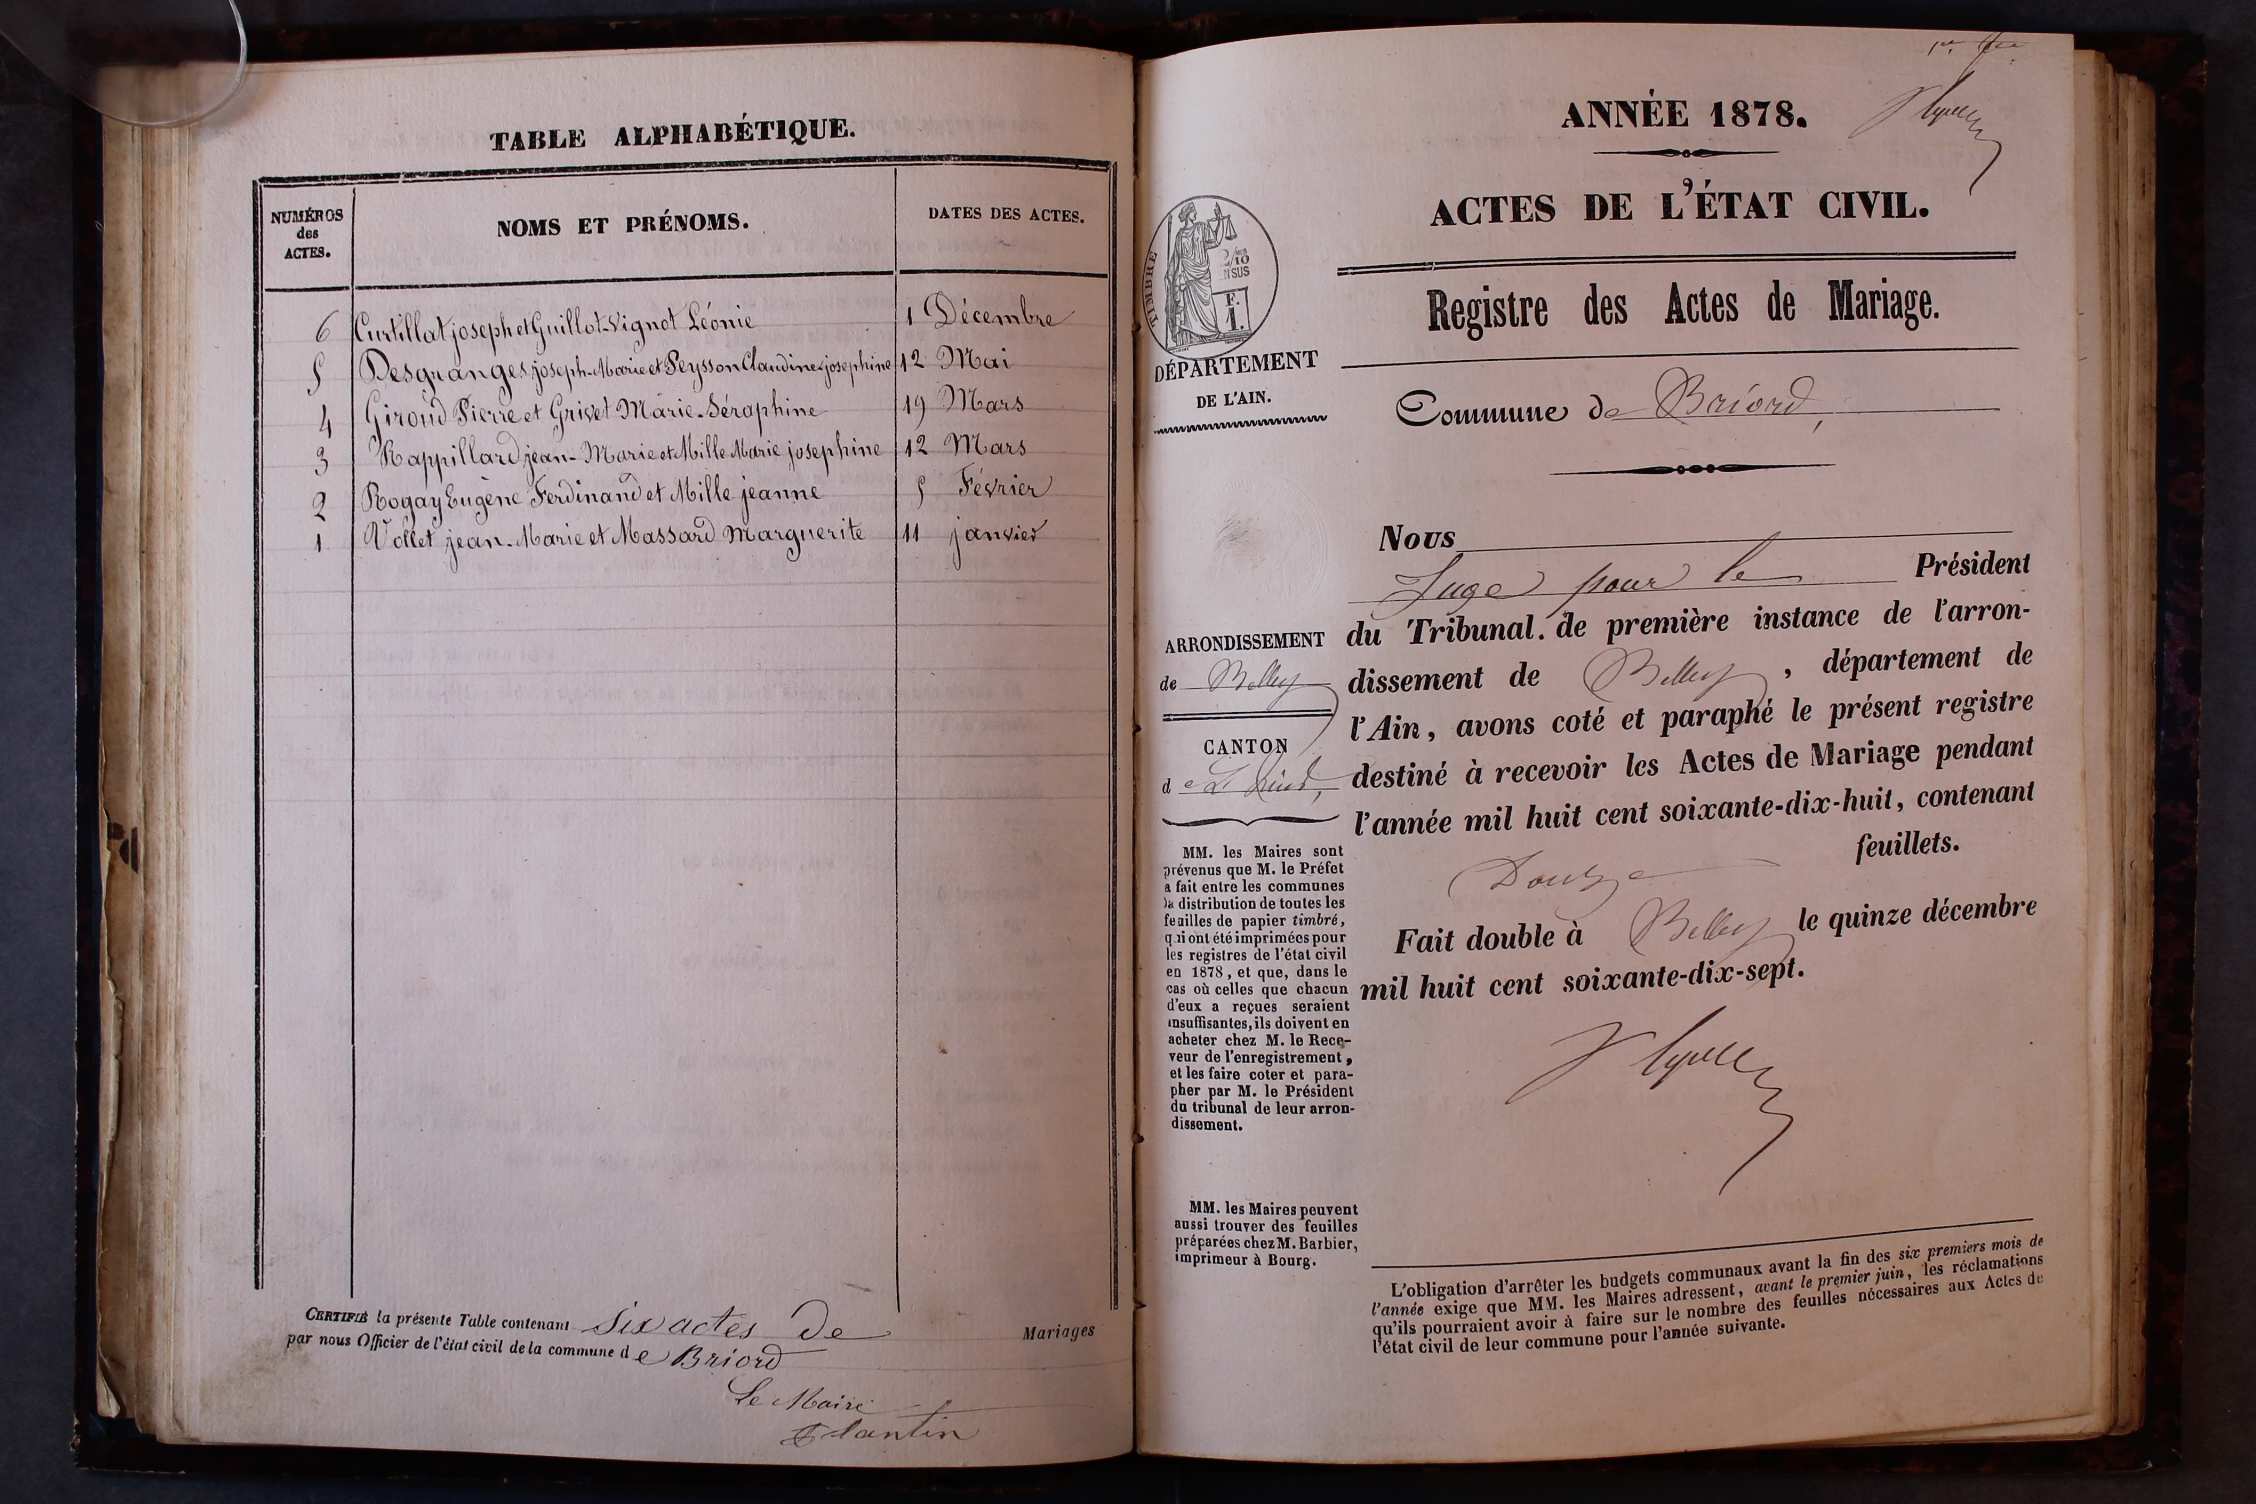 TABLE ALPHABÉTIQUE.
NUMÉROS des ACTES.
NOMS ET PRÉNOMS.
DATES DES ACTES.
6 Curtillat joseph et Guillot-Vignot Léonie 1 Décembre
5 Desgranges joseph-Marie et Peysson Claudine josephine 12 Mai
4 Giroud Pierre et Grivet Marie-Séraphine 19 Mars
3 Rappillard jean-Marie et Mille Marie josephine 12 Mars
2 Rogay Eugène Ferdinand et Mille jeanne 5 Février
1 Vollet jean-Marie et Massard Marguerite 11 janvier
CERTIFIÉ la présente Table contenant six actes de Mariages
par nous Officier de l'état civil de la commune de Briord
Le Maire
Plantin
ANNÉE 1878.
ACTES DE L'ÉTAT CIVIL.
Registre des Actes de Mariage.
Commune de Briord,
TIMBRE
2/10
EN SUS
F.
1.
DÉPARTEMENT
DE L'AIN.
ARRONDISSEMENT
de Belley
CANTON
de
MM. les Maires sont
prévenus que M. le Préfet
a fait entre les communes
la distribution de toutes les
feuilles de papier timbré,
qui ont été imprimées pour
les registres de l'état civil
en 1878, et que, dans le
cas où celles que chacun
d'eux a reçues seraient
insuffisantes, ils doivent en
acheter chez M. le Rece-
veur de l'enregistrement,
et les faire coter et para-
pher par M. le Président
du tribunal de leur arron-
dissement.
MM. les Maires peuvent
aussi trouver des feuilles
préparées chez M. Barbier,
imprimeur à Bourg.
Nous
Juge pour le Président
du Tribunal de première instance de l'arron-
dissement de Belley, département de
l'Ain, avons coté et paraphé le présent registre
destiné à recevoir les Actes de Mariage pendant
l'année mil huit cent soixante-dix-huit, contenant
Douze feuillets.
Fait double à Belley le quinze décembre
mil huit cent soixante-dix-sept.
L'obligation d'arrêter les budgets communaux avant la fin des six premiers mois de
l'année exige que MM. les Maires adressent, avant le premier juin, les réclamations
qu'ils pourraient avoir à faire sur le nombre des feuilles nécessaires aux Actes de
l'état civil de leur commune pour l'année suivante.